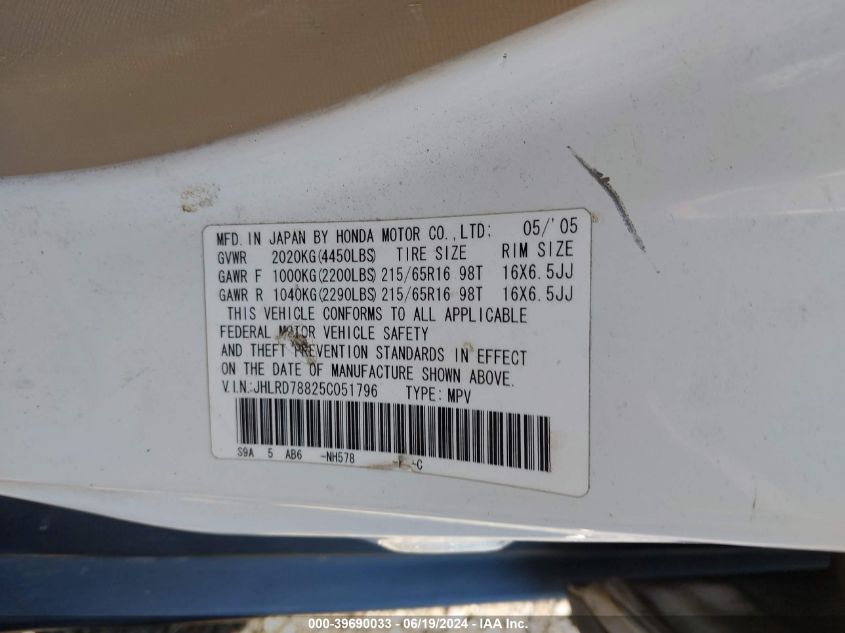 MFD. IN JAPAN BY HONDA MOTOR CO.,LTD: 05/'05
GVWR 2020KG(4450LBS) TIRE SIZE RIM SIZE
GAWR F 1000KG(2200LBS) 215/65R16 98T 16X6.5JJ
GAWR R 1040KG(2290LBS) 215/65R16 98T 16X6.5JJ
THIS VEHICLE CONFORMS TO ALL APPLICABLE
FEDERAL MOTOR VEHICLE SAFETY
AND THEFT PREVENTION STANDARDS IN EFFECT
ON THE DATE OF MANUFACTURE SHOWN ABOVE.
V.I.N.:JHLRD78825C051796 TYPE: MPV
S9A 5 AB6 -NH578 - -C
000-39690033 - 06/19/2024 - IAA Inc.